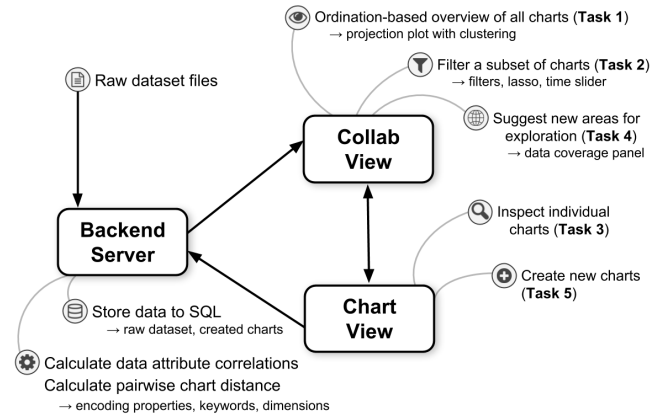 Ordination-based overview of all charts (Task 1)
→ projection plot with clustering
Filter a subset of charts (Task 2)
→ filters, lasso, time slider
Raw dataset files
Suggest new areas for
exploration (Task 4)
→ data coverage panel
Collab
View
Inspect individual
charts (Task 3)
Backend
Server
Create new charts
(Task 5)
Chart
View
Store data to SQL
→ raw dataset, created charts
Calculate data attribute correlations
Calculate pairwise chart distance
→ encoding properties, keywords, dimensions